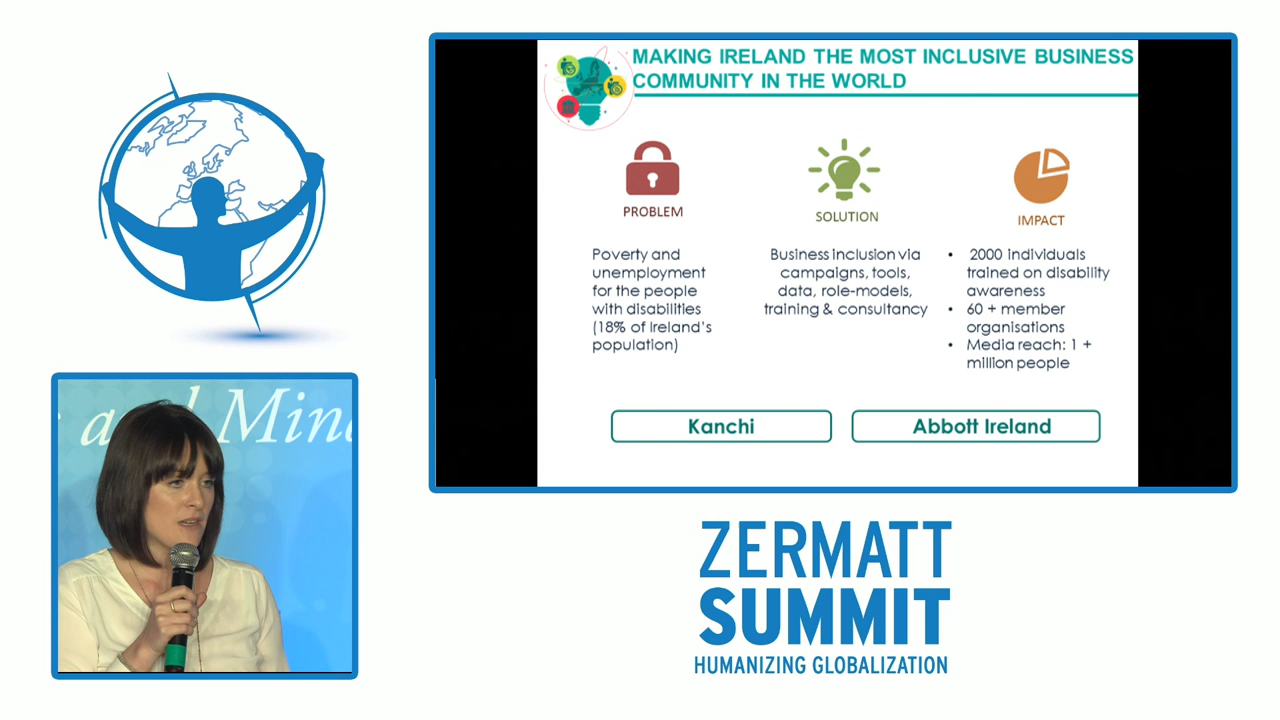 MAKING IRELAND THE MOST INCLUSIVE BUSINESS
COMMUNITY IN THE WORLD
PROBLEM
Poverty and
unemployment
for the people
with disabilities
(18% of Ireland's
population)
SOLUTION
Business inclusion via
campaigns, tools,
data, role-models,
training & consultancy
IMPACT
• 2000 individuals
trained on disability
awareness
• 60 + member
organisations
• Media reach: 1 +
million people
Kanchi
Abbott Ireland
and Mind
ZERMATT
SUMMIT
HUMANIZING GLOBALIZATION